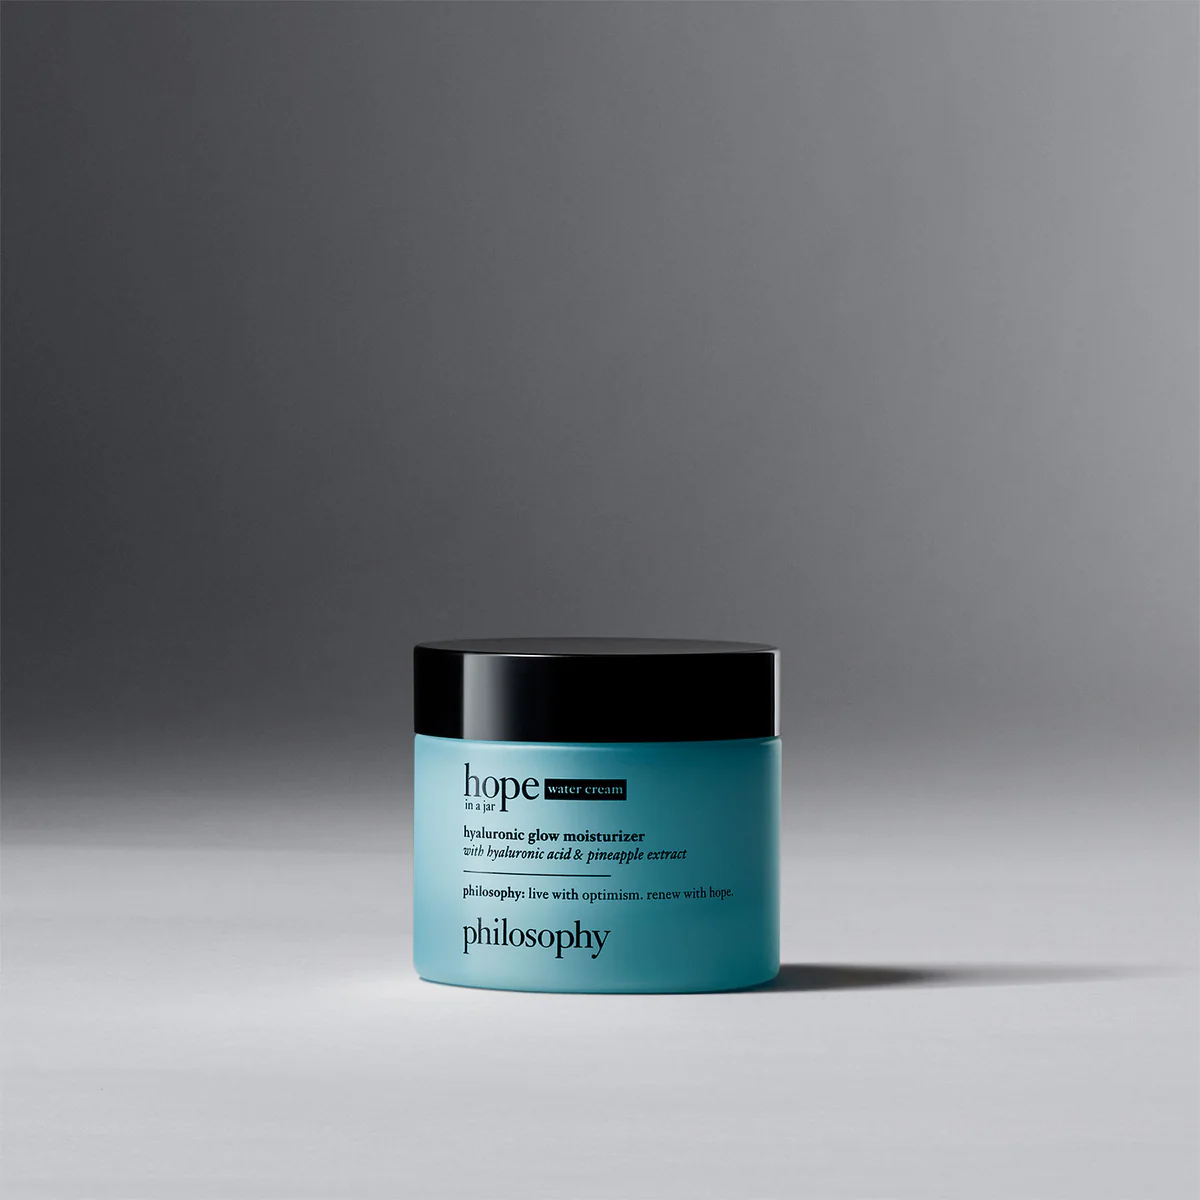 hope water cream
in a jar
hyaluronic glow moisturizer
with hyaluronic acid & pineapple extract
philosophy: live with optimism. renew with hope.
philosophy